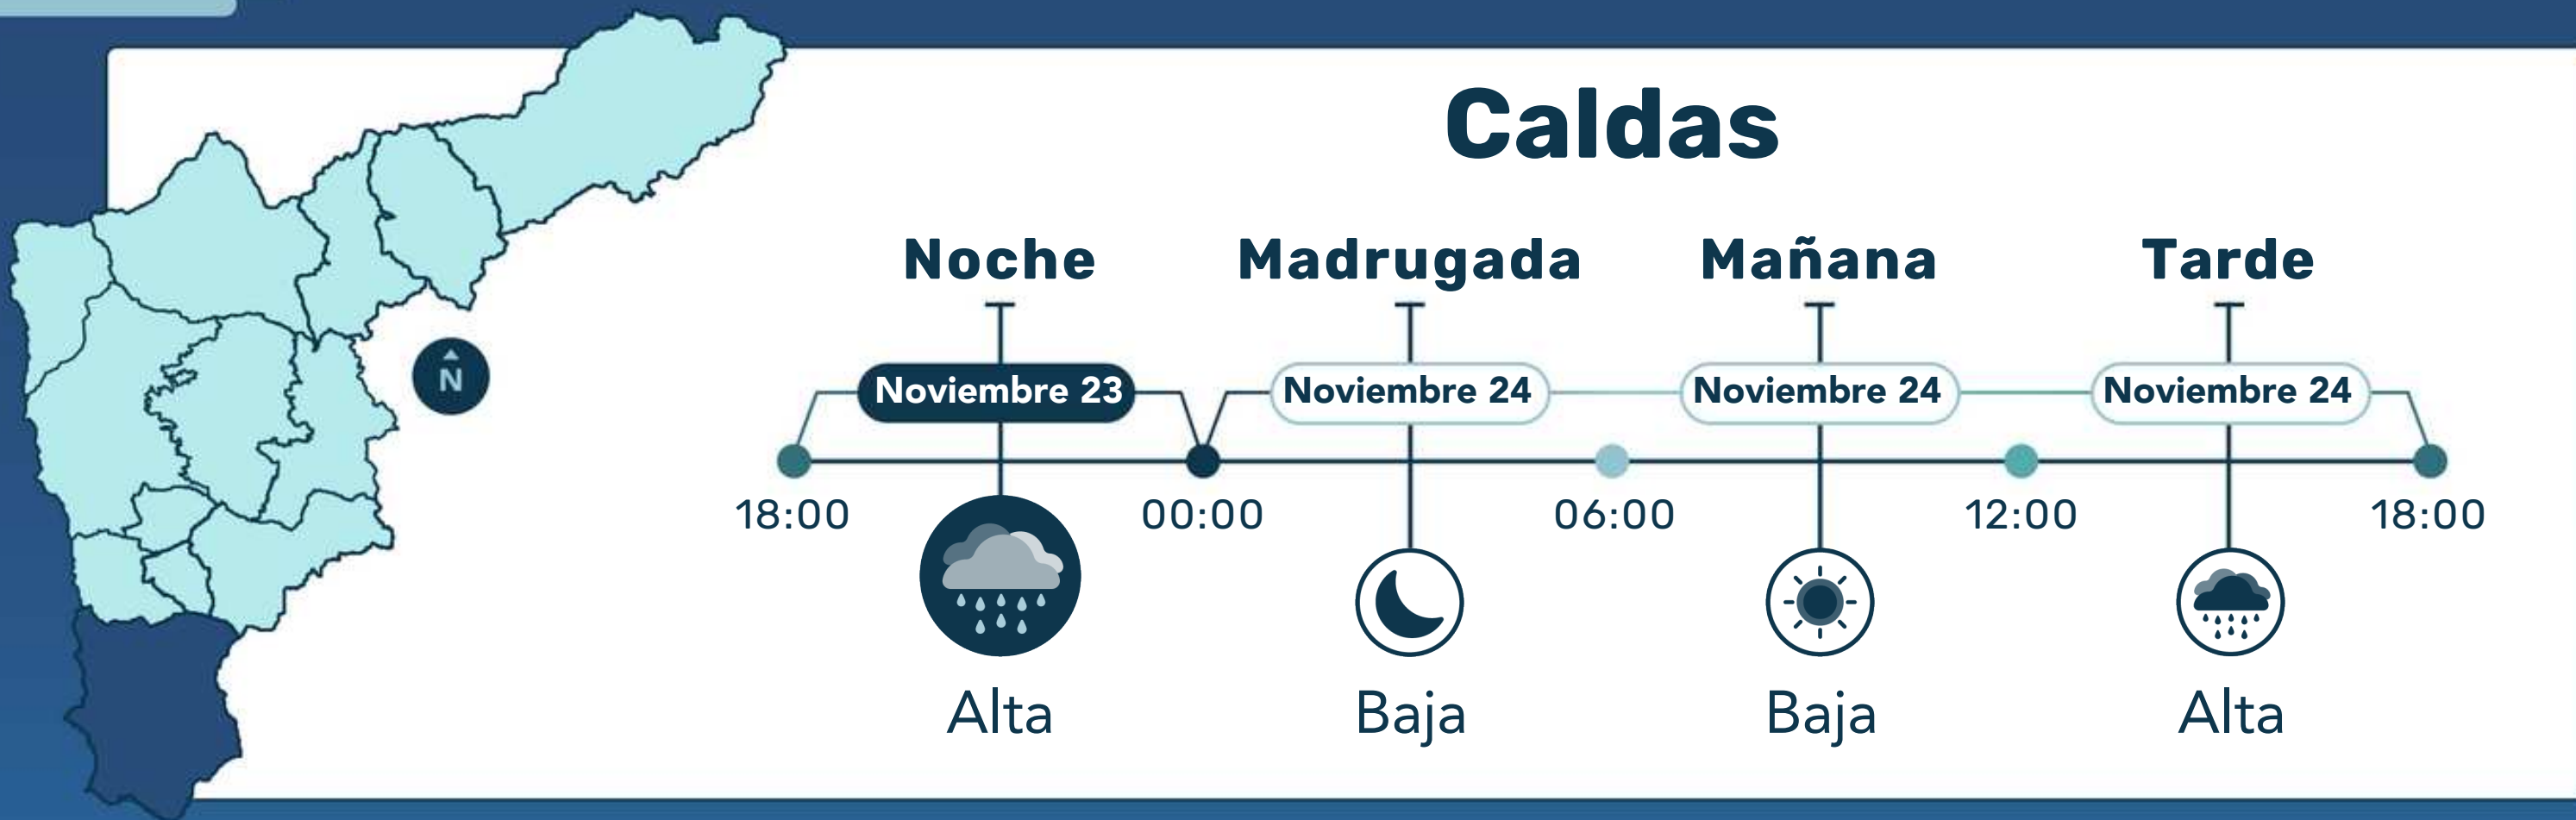 Caldas
Noche Madrugada Mañana Tarde
Noviembre 23 Noviembre 24 Noviembre 24 Noviembre 24
N
18:00 00:00 06:00 12:00 18:00
Alta Baja Baja Alta